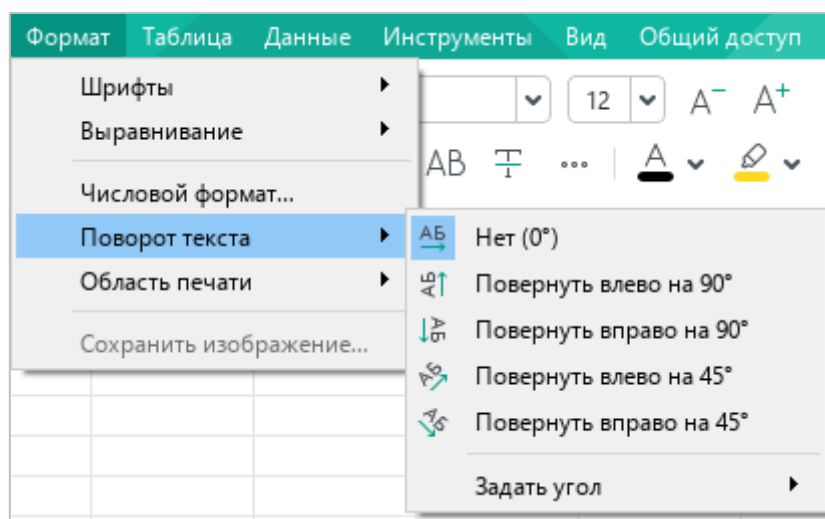 Формат Таблица Данные Инструменты Вид Общий доступ
Шрифты
12 A⁻ A⁺
Выравнивание
AB T A
Числовой формат...
Поворот текста
АБ Нет (0°)
Область печати
АБ Повернуть влево на 90°
АБ Повернуть вправо на 90°
Сохранить изображение...
АБ Повернуть влево на 45°
АБ Повернуть вправо на 45°
Задать угол